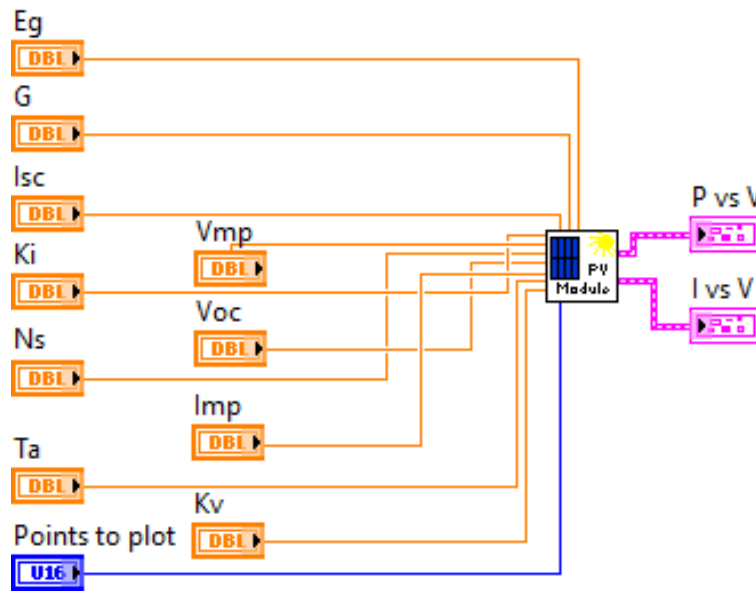 Eg
DBL
G
DBL
Isc
DBL
Ki
DBL
Ns
DBL
Ta
DBL
Points to plot
U16
Vmp
DBL
Voc
DBL
Imp
DBL
Kv
DBL
PV
Module
P vs V
I vs V